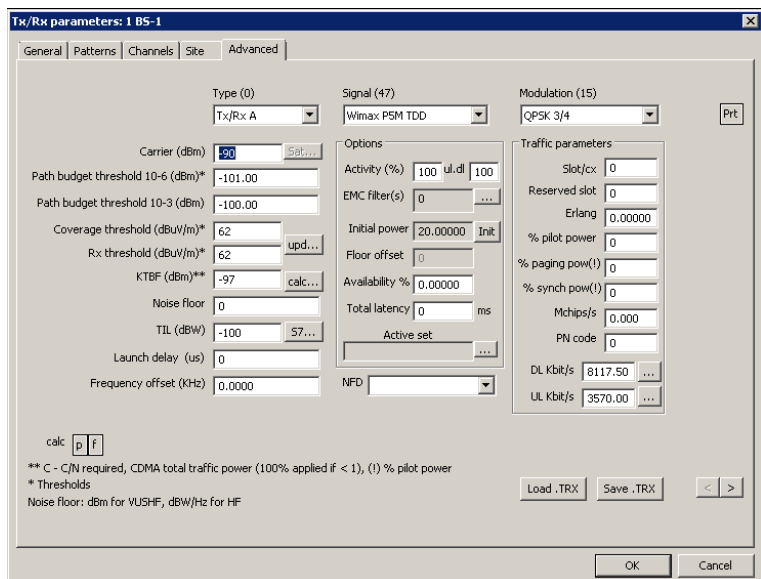 Tx/Rx parameters: 1 BS-1
General Patterns Channels Site Advanced
Type (0) Signal (47) Modulation (15)
Tx/Rx A Wimax P5M TDD QPSK 3/4 Prt
Carrier (dBm) -90 Sat...
Path budget threshold 10-6 (dBm)* -101.00
Path budget threshold 10-3 (dBm) -100.00
Coverage threshold (dBuV/m)* 62
Rx threshold (dBuV/m)* 62
upd...
KTBF (dBm)** -97 calc...
Noise floor 0
TIL (dBW) -100 S7...
Launch delay (us) 0
Frequency offset (KHz) 0.0000
Options
Activity (%) 100 ul.dl 100
EMC filter(s) 0 ...
Initial power 20.00000 Init
Floor offset 0
Availability % 0.00000
Total latency 0 ms
Active set
...
NFD
Traffic parameters
Slot/cx 0
Reserved slot 0
Erlang 0.00000
% pilot power 0
% paging pow(!) 0
% synch pow(!) 0
Mchips/s 0.000
PN code 0
DL Kbit/s 8117.50 ...
UL Kbit/s 3570.00 ...
calc p f
** C - C/N required, CDMA total traffic power (100% applied if < 1), (!) % pilot power
* Thresholds
Noise floor: dBm for VUSHF, dBW/Hz for HF
Load .TRX Save .TRX < >
OK Cancel